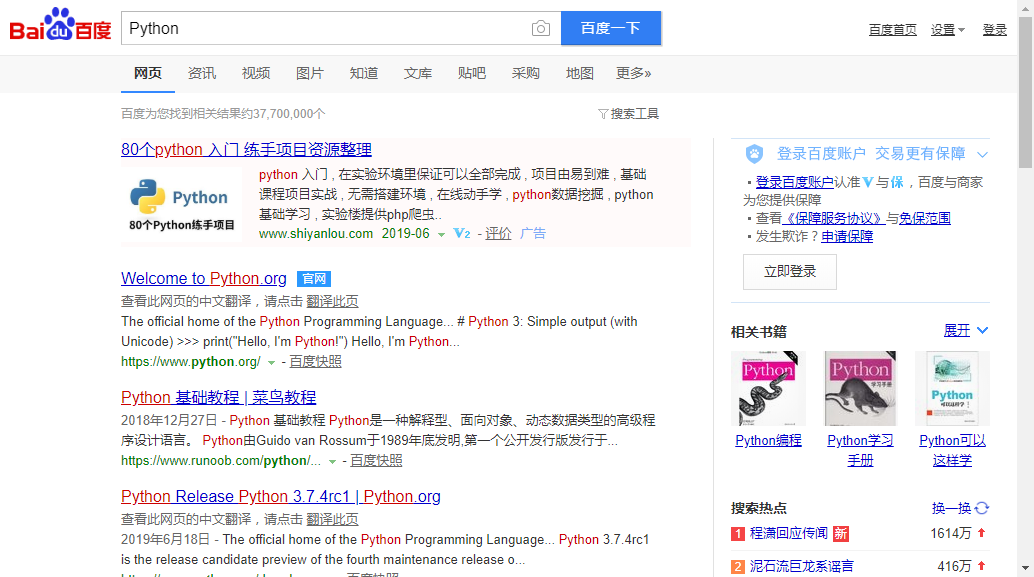 Bai du 百度
Python
百度一下
百度首页 设置 登录
网页 资讯 视频 图片 知道 文库 贴吧 采购 地图 更多»
百度为您找到相关结果约37,700,000个
搜索工具
80个python 入门 练手项目资源整理
Python
80个Python练手项目
python 入门 , 在实验环境里保证可以全部完成 , 项目由易到难 , 基础
课程项目实战 , 无需搭建环境 , 在线动手学 , python数据挖掘 , python
基础学习 , 实验楼提供php爬虫..
www.shiyanlou.com 2019-06 V2 - 评价 广告
Welcome to Python.org 官网
查看此网页的中文翻译，请点击 翻译此页
The official home of the Python Programming Language... # Python 3: Simple output (with
Unicode) >>> print("Hello, I'm Python!") Hello, I'm Python...
https://www.python.org/ - 百度快照
Python 基础教程 | 菜鸟教程
2018年12月27日 - Python 基础教程 Python是一种解释型、面向对象、动态数据类型的高级程
序设计语言。 Python由Guido van Rossum于1989年底发明,第一个公开发行版发行于...
https://www.runoob.com/python/... - 百度快照
Python Release Python 3.7.4rc1 | Python.org
查看此网页的中文翻译，请点击 翻译此页
2019年6月18日 - The official home of the Python Programming Language... Python 3.7.4rc1
is the release candidate preview of the fourth maintenance release o...
登录百度账户 交易更有保障
· 登录百度账户认准V与保，百度与商家
为您提供保障
· 查看《保障服务协议》与免保范围
· 发生欺诈？申请保障
立即登录
相关书籍
展开
Python
Python
学习手册
Python
可以这样学
Python编程
Python学习
手册
Python可以
这样学
搜索热点
换一换
1 程潇回应传闻 新 1614万
2 泥石流巨龙系谣言 416万